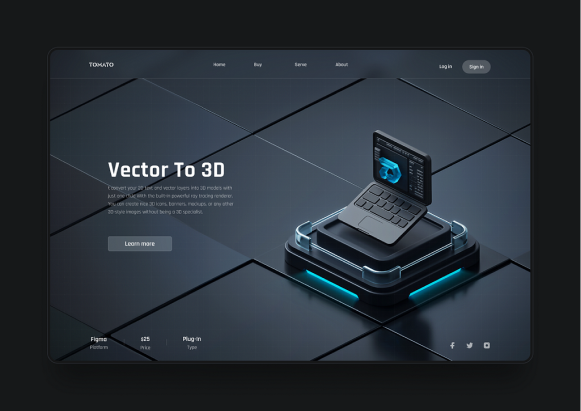 TOMATO
Home
Buy
Serve
About
Log in
Sign in
Vector To 3D
Convert your 2D text and vector layers into 3D models with
just one click! With the built-in powerful ray tracing renderer,
You can create nice 3D icons, banners, mockups, or any other
3D-style images without being a 3D specialist.
Learn more
Figma
Platform
$25
Price
Plug-in
Type